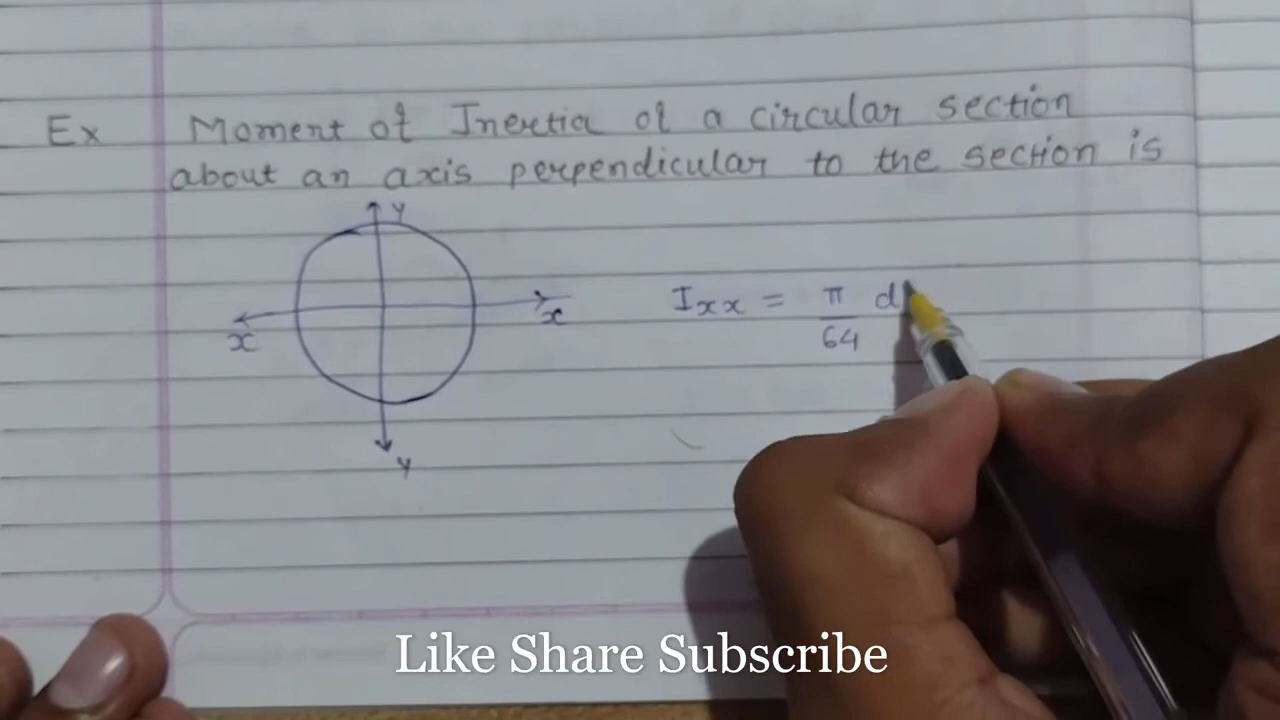 Ex Moment of Inertia of a circular section
about an axis perpendicular to the section is
y
x x
y
Ixx = π/64 d
Like Share Subscribe